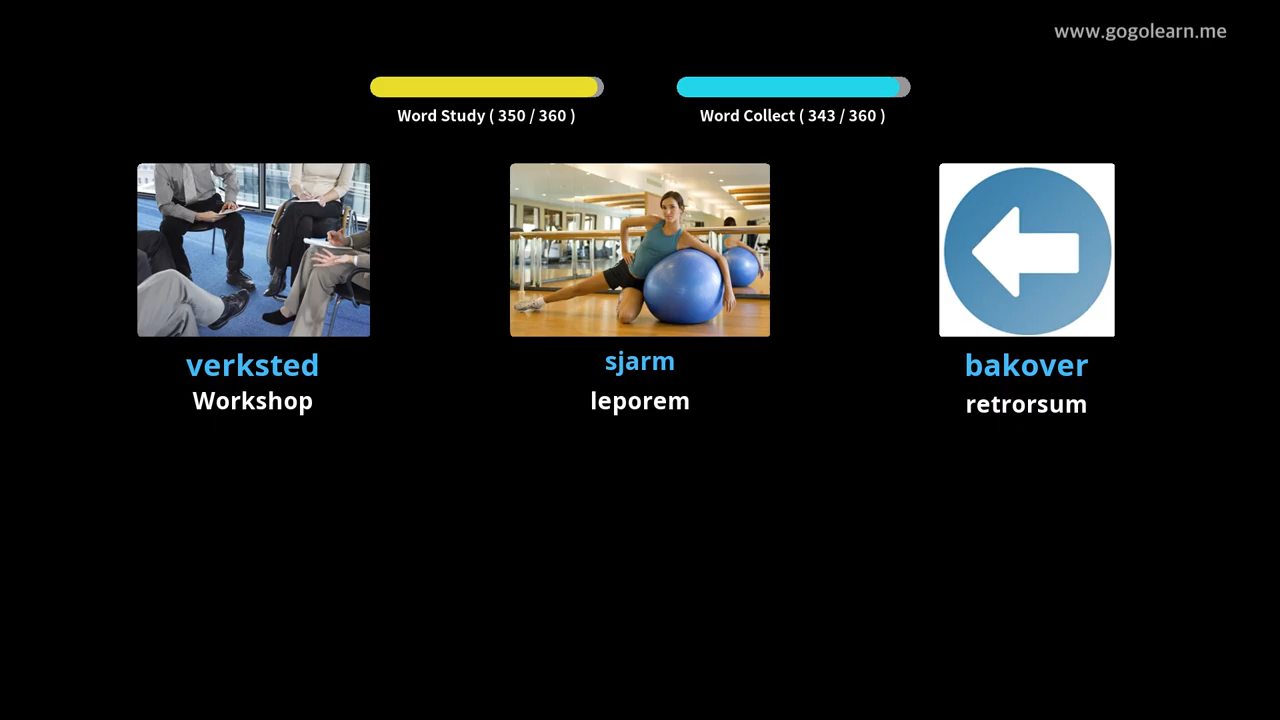 www.gogolearn.me
Word Study ( 350 / 360 )
Word Collect ( 343 / 360 )
verksted
Workshop
sjarm
leporem
bakover
retrorsum